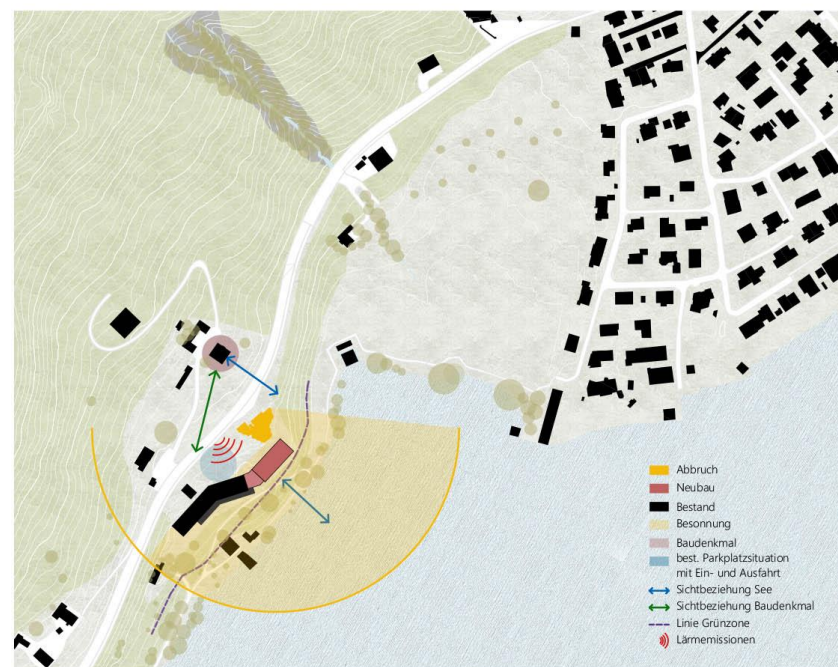 Abbruch
Neubau
Bestand
Besonnung
Baudenkmal
best. Parkplatzsituation
mit Ein- und Ausfahrt
Sichtbeziehung See
Sichtbeziehung Baudenkmal
Linie Grünzone
Lärmemissionen